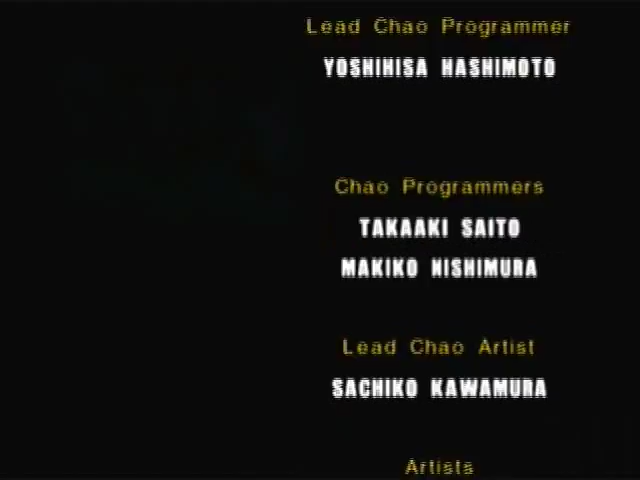 Lead Chao Programmer
YOSHIHISA HASHIMOTO
Chao Programmers
TAKAAKI SAITO
MAKIKO NISHIMURA
Lead Chao Artist
SACHIKO KAWAMURA
Artists